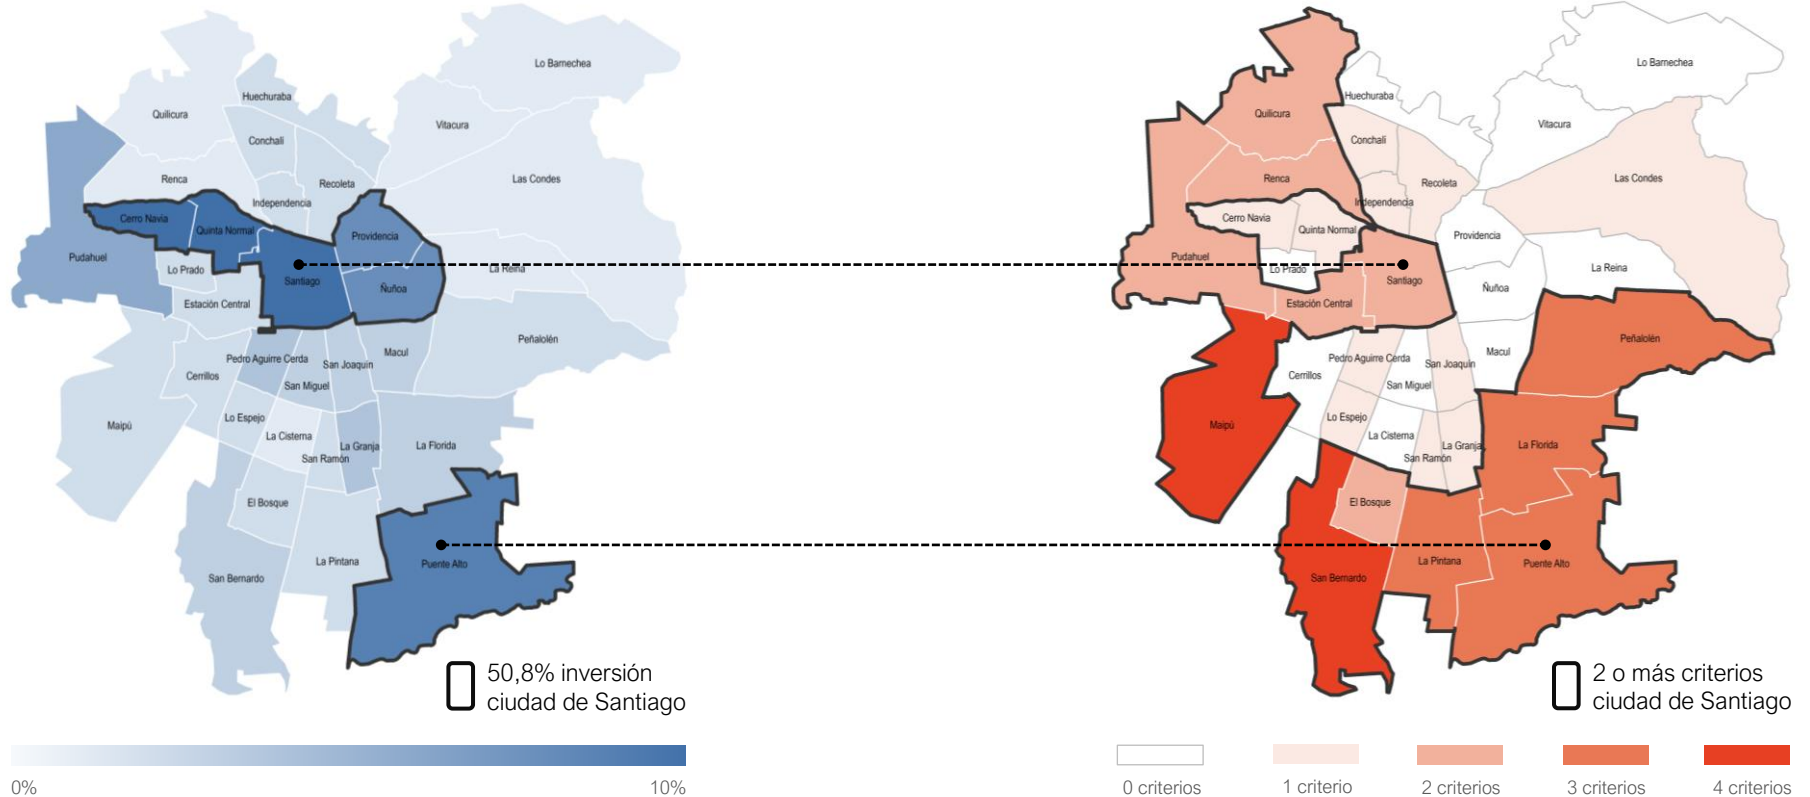 Lo Barnechea
Huechuraba
Quilicura
Vitacura
Conchalí
Renca
Recoleta
Las Condes
Independencia
Cerro Navia
Quinta Normal
Providencia
Pudahuel
Lo Prado
La Reina
Santiago
Ñuñoa
Estación Central
Peñalolén
Pedro Aguirre Cerda
San Joaquín
Macul
Cerrillos
San Miguel
Lo Espejo
Maipú
La Cisterna
La Granja
La Florida
San Ramón
El Bosque
La Pintana
Puente Alto
San Bernardo
50,8% inversión
ciudad de Santiago
0%
10%
Lo Barnechea
Huechuraba
Quilicura
Vitacura
Conchalí
Renca
Recoleta
Las Condes
Independencia
Cerro Navia
Quinta Normal
Providencia
Pudahuel
Lo Prado
La Reina
Santiago
Ñuñoa
Estación Central
Peñalolén
Pedro Aguirre Cerda
San Joaquín
Macul
Cerrillos
San Miguel
Lo Espejo
Maipú
La Cisterna
La Granja
La Florida
San Ramón
El Bosque
La Pintana
Puente Alto
San Bernardo
2 o más criterios
ciudad de Santiago
0 criterios
1 criterio
2 criterios
3 criterios
4 criterios